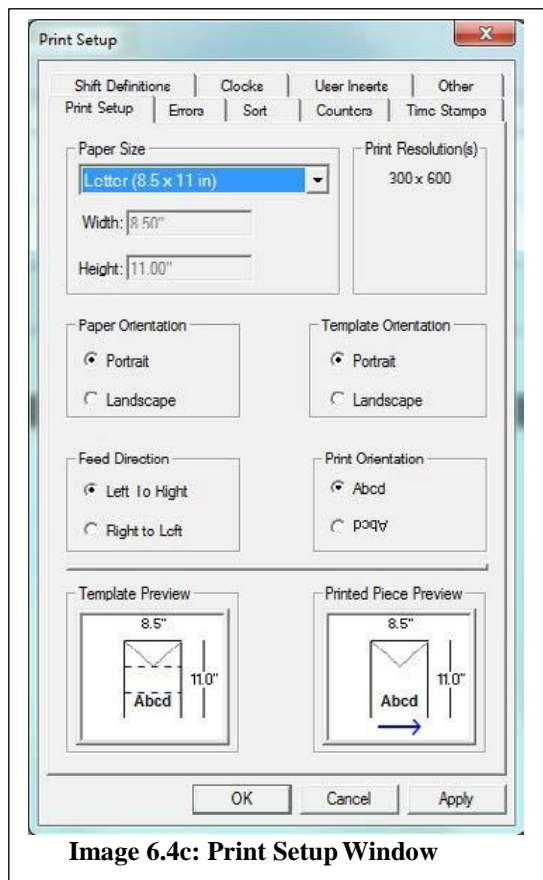 Print Setup
Shift Definitions Clocks User Inserts Other
Print Setup Errors Sort Counters Time Stamps
Paper Size
Print Resolution(s)
Letter (8.5 x 11 in)
300 x 600
Width: 8.50"
Height: 11.00"
Paper Orientation
Template Orientation
Portrait
Portrait
Landscape
Landscape
Feed Direction
Print Orientation
Left To Right
Abcd
Right to Left
Abcd
Template Preview
Printed Piece Preview
8.5"
8.5"
11.0"
11.0"
Abcd
Abcd
OK Cancel Apply
Image 6.4c: Print Setup Window